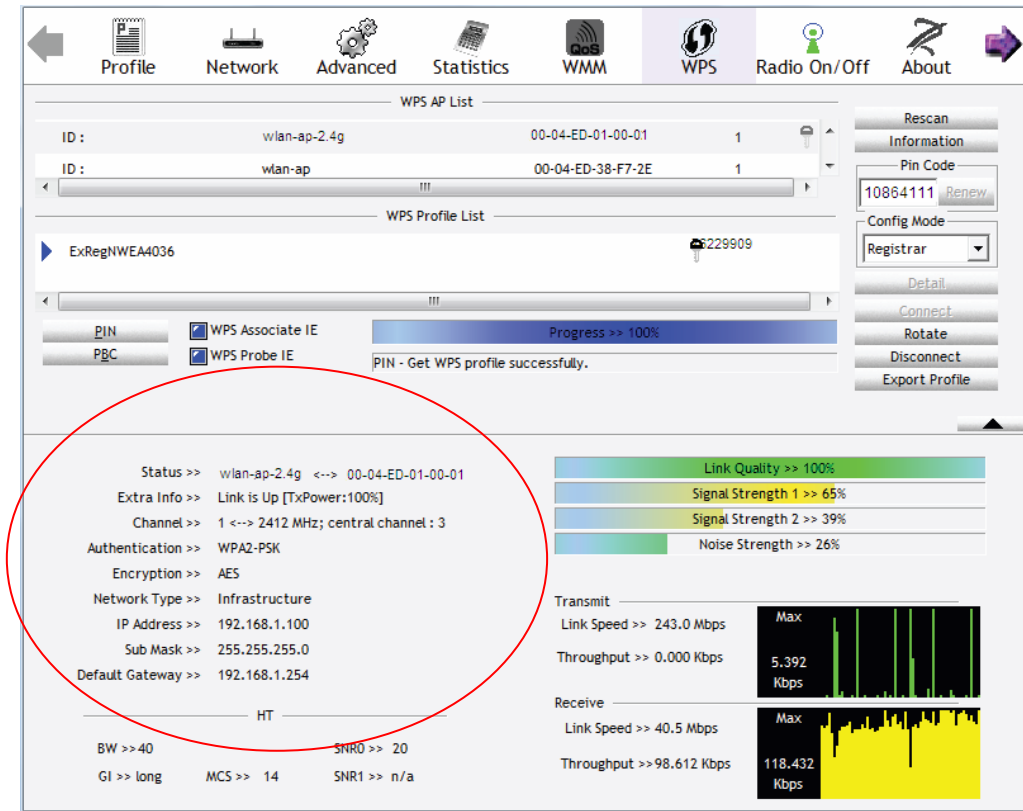 Profile Network Advanced Statistics QoS WMM WPS Radio On/Off About
WPS AP List
ID : wlan-ap-2.4g 00-04-ED-01-00-01 1
ID : wlan-ap 00-04-ED-38-F7-2E 1
Rescan
Information
Pin Code
10864111 Renew
Config Mode
Registrar
Detail
Connect
Rotate
Disconnect
Export Profile
WPS Profile List
ExRegNWEA4036
PIN WPS Associate IE Progress >> 100%
PBC WPS Probe IE PIN - Get WPS profile successfully.
Status >> wlan-ap-2.4g <--> 00-04-ED-01-00-01
Extra Info >> Link is Up [TxPower:100%]
Channel >> 1 <--> 2412 MHz; central channel : 3
Authentication >> WPA2-PSK
Encryption >> AES
Network Type >> Infrastructure
IP Address >> 192.168.1.100
Sub Mask >> 255.255.255.0
Default Gateway >> 192.168.1.254
HT
BW >> 40 SNR0 >> 20
GI >> long MCS >> 14 SNR1 >> n/a
Link Quality >> 100%
Signal Strength 1 >> 65%
Signal Strength 2 >> 39%
Noise Strength >> 26%
Transmit
Link Speed >> 243.0 Mbps
Throughput >> 0.000 Kbps
Max
5.392
Kbps
Receive
Link Speed >> 40.5 Mbps
Throughput >> 98.612 Kbps
Max
118.432
Kbps